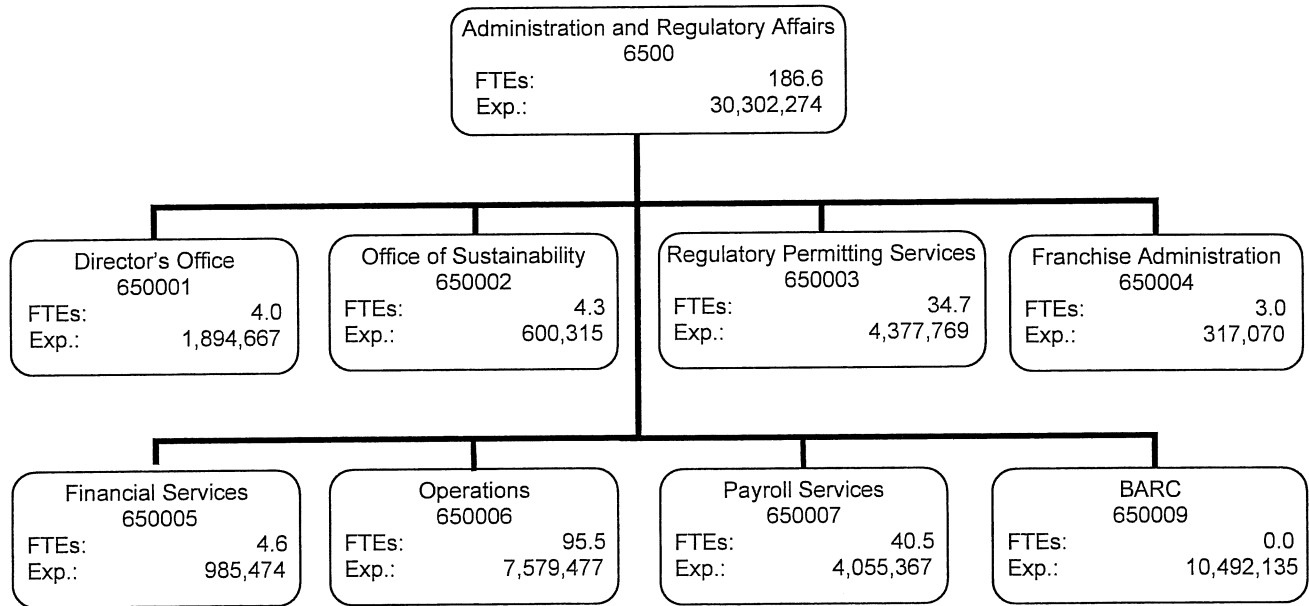 Administration and Regulatory Affairs
6500
FTEs: 186.6
Exp.: 30,302,274
Director's Office
650001
FTEs: 4.0
Exp.: 1,894,667
Office of Sustainability
650002
FTEs: 4.3
Exp.: 600,315
Regulatory Permitting Services
650003
FTEs: 34.7
Exp.: 4,377,769
Franchise Administration
650004
FTEs: 3.0
Exp.: 317,070
Financial Services
650005
FTEs: 4.6
Exp.: 985,474
Operations
650006
FTEs: 95.5
Exp.: 7,579,477
Payroll Services
650007
FTEs: 40.5
Exp.: 4,055,367
BARC
650009
FTEs: 0.0
Exp.: 10,492,135